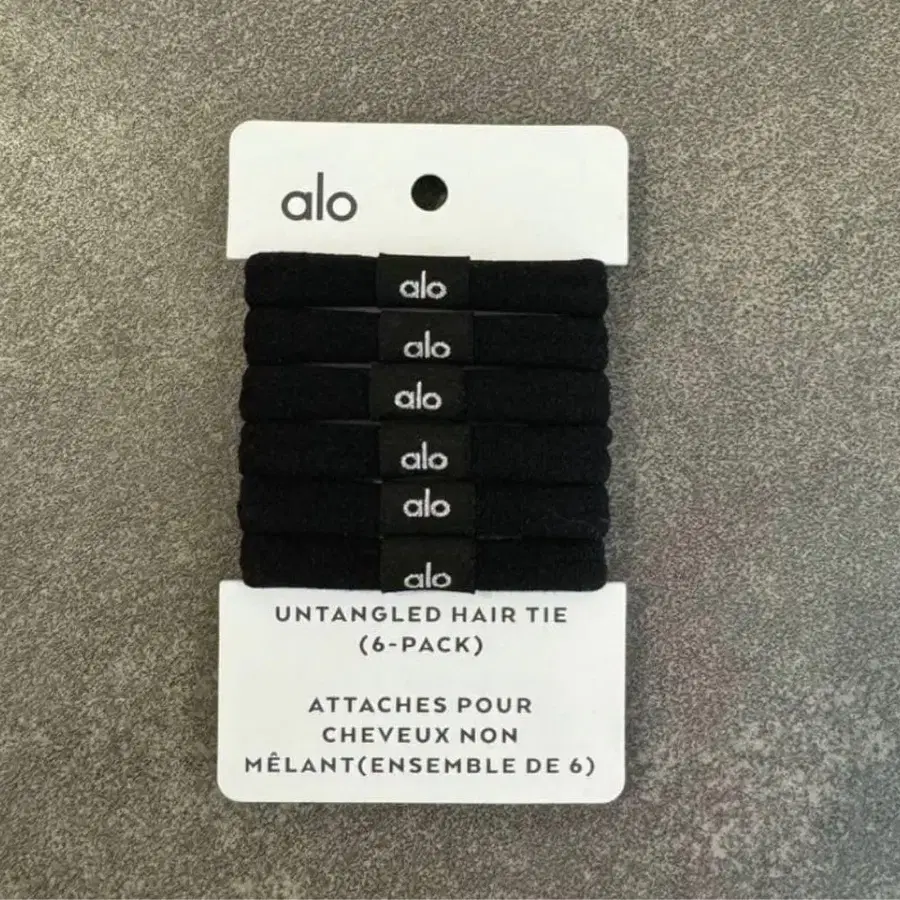 alo
alo
alo
alo
alo
alo
alo
UNTANGLED HAIR TIE
(6-PACK)
ATTACHES POUR
CHEVEUX NON
MÊLANT(ENSEMBLE DE 6)